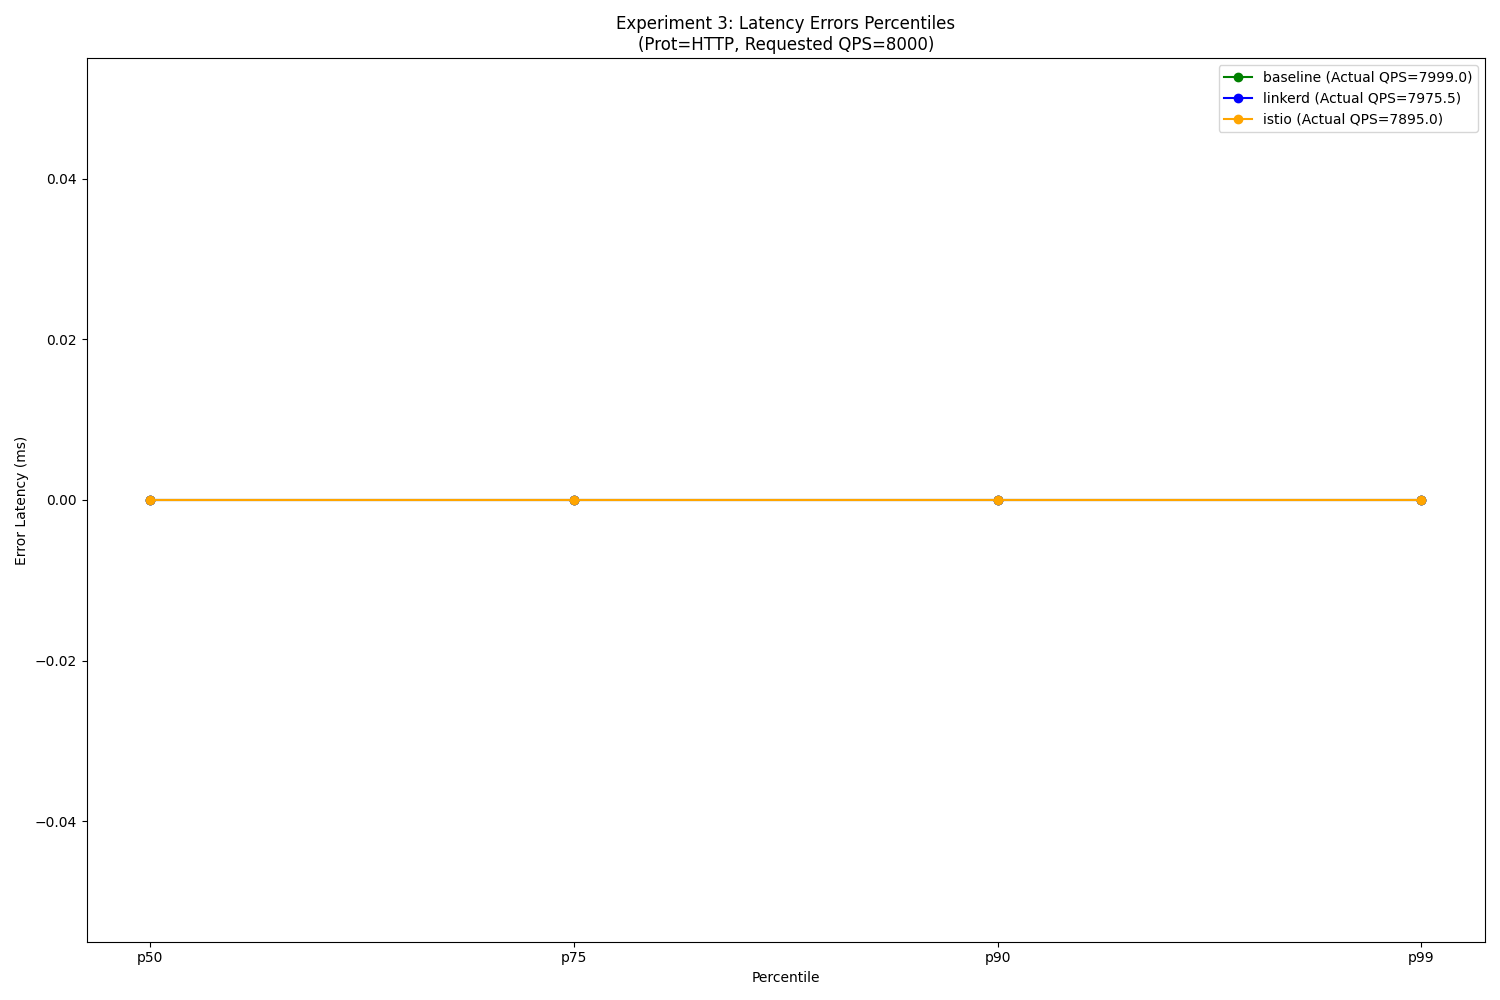 Experiment 3: Latency Errors Percentiles
(Prot=HTTP, Requested QPS=8000)
baseline (Actual QPS=7999.0)
linkerd (Actual QPS=7975.5)
istio (Actual QPS=7895.0)
0.04
0.02
0.00
−0.02
−0.04
Error Latency (ms)
p50
p75
p90
p99
Percentile